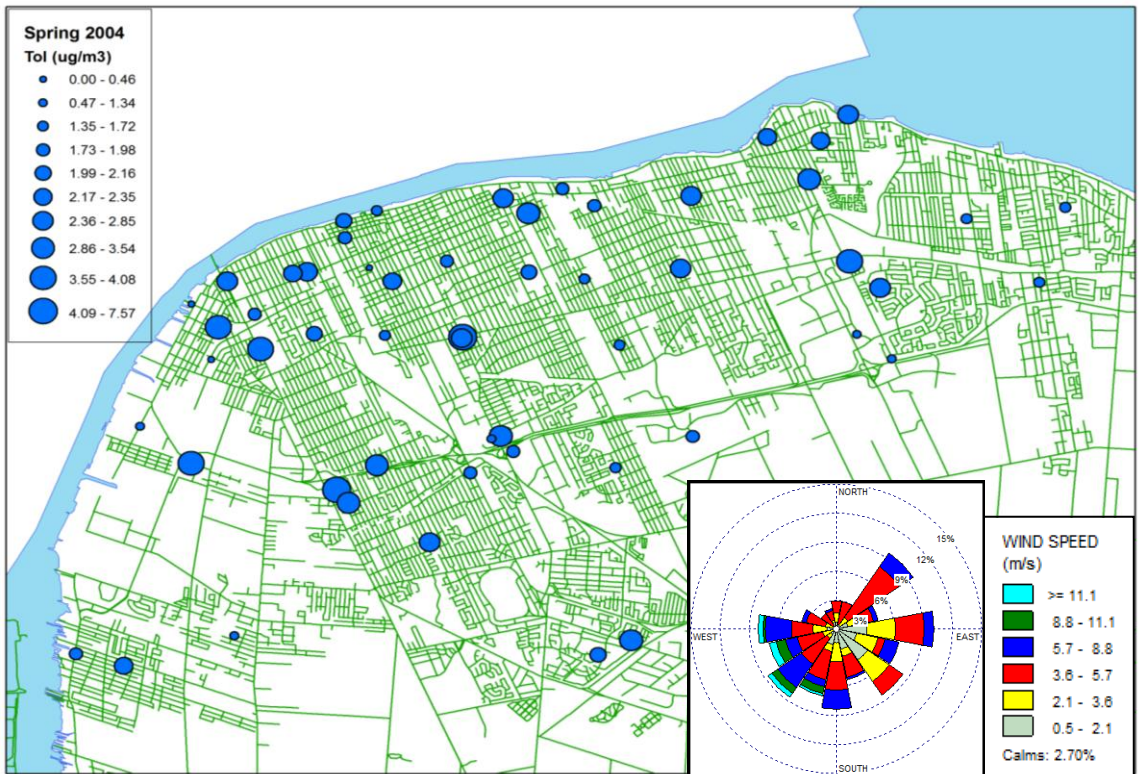 Spring 2004
Tol (ug/m3)
0.00 - 0.46
0.47 - 1.34
1.35 - 1.72
1.73 - 1.98
1.99 - 2.16
2.17 - 2.35
2.36 - 2.85
2.86 - 3.54
3.55 - 4.08
4.09 - 7.57
NORTH
15%
12%
9%
6%
3%
WEST
EAST
SOUTH
WIND SPEED
(m/s)
>= 11.1
8.8 - 11.1
5.7 - 8.8
3.6 - 5.7
2.1 - 3.6
0.5 - 2.1
Calms: 2.70%